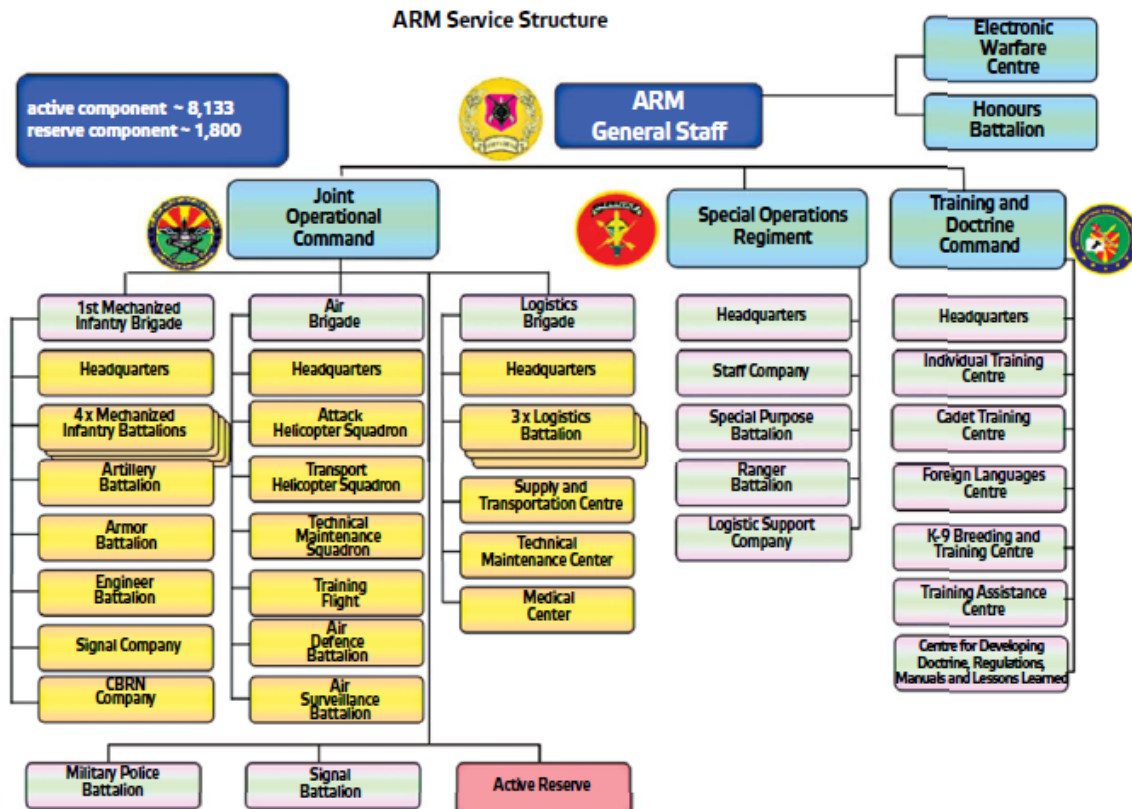 ARM Service Structure
active component ~ 8,133
reserve component ~ 1,800
ARM
General Staff
Electronic
Warfare
Centre
Honours
Battalion
Joint
Operational
Command
Special Operations
Regiment
Training and
Doctrine
Command
1st Mechanized
Infantry Brigade
Headquarters
4 x Mechanized
Infantry Battalions
Artillery
Battalion
Armor
Battalion
Engineer
Battalion
Signal Company
CBRN
Company
Air
Brigade
Headquarters
Attack
Helicopter Squadron
Transport
Helicopter Squadron
Technical
Maintenance
Squadron
Training
Flight
Air
Defence
Battalion
Air
Surveillance
Battalion
Logistics
Brigade
Headquarters
3 x Logistics
Battalion
Supply and
Transportation Centre
Technical
Maintenance Center
Medical
Center
Headquarters
Staff Company
Special Purpose
Battalion
Ranger
Battalion
Logistic Support
Company
Headquarters
Individual Training
Centre
Cadet Training
Centre
Foreign Languages
Centre
K-9 Breeding and
Training Centre
Training Assistance
Centre
Centre for Developing
Doctrine, Regulations,
Manuals and Lessons Learned
Military Police
Battalion
Signal
Battalion
Active Reserve